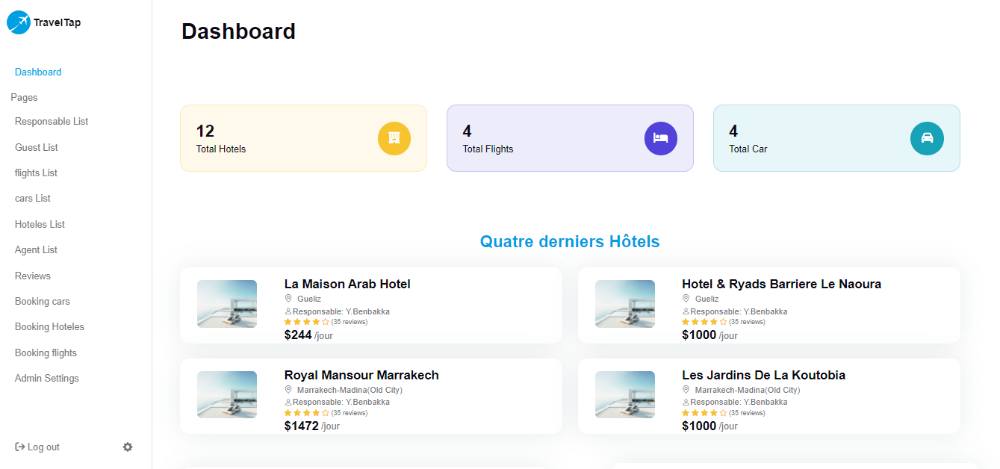 TravelTap
Dashboard
Pages
Responsable List
Guest List
flights List
cars List
Hoteles List
Agent List
Reviews
Booking cars
Booking Hoteles
Booking flights
Admin Settings
Log out
Dashboard
12
Total Hotels
4
Total Flights
4
Total Car
Quatre derniers Hôtels
La Maison Arab Hotel
Gueliz
Responsable: Y.Benbakka
(35 reviews)
$244 /jour
Hotel & Ryads Barriere Le Naoura
Gueliz
Responsable: Y.Benbakka
(35 reviews)
$1000 /jour
Royal Mansour Marrakech
Marrakech-Madina(Old City)
Responsable: Y.Benbakka
(35 reviews)
$1472 /jour
Les Jardins De La Koutobia
Marrakech-Madina(Old City)
Responsable: Y.Benbakka
(35 reviews)
$1000 /jour